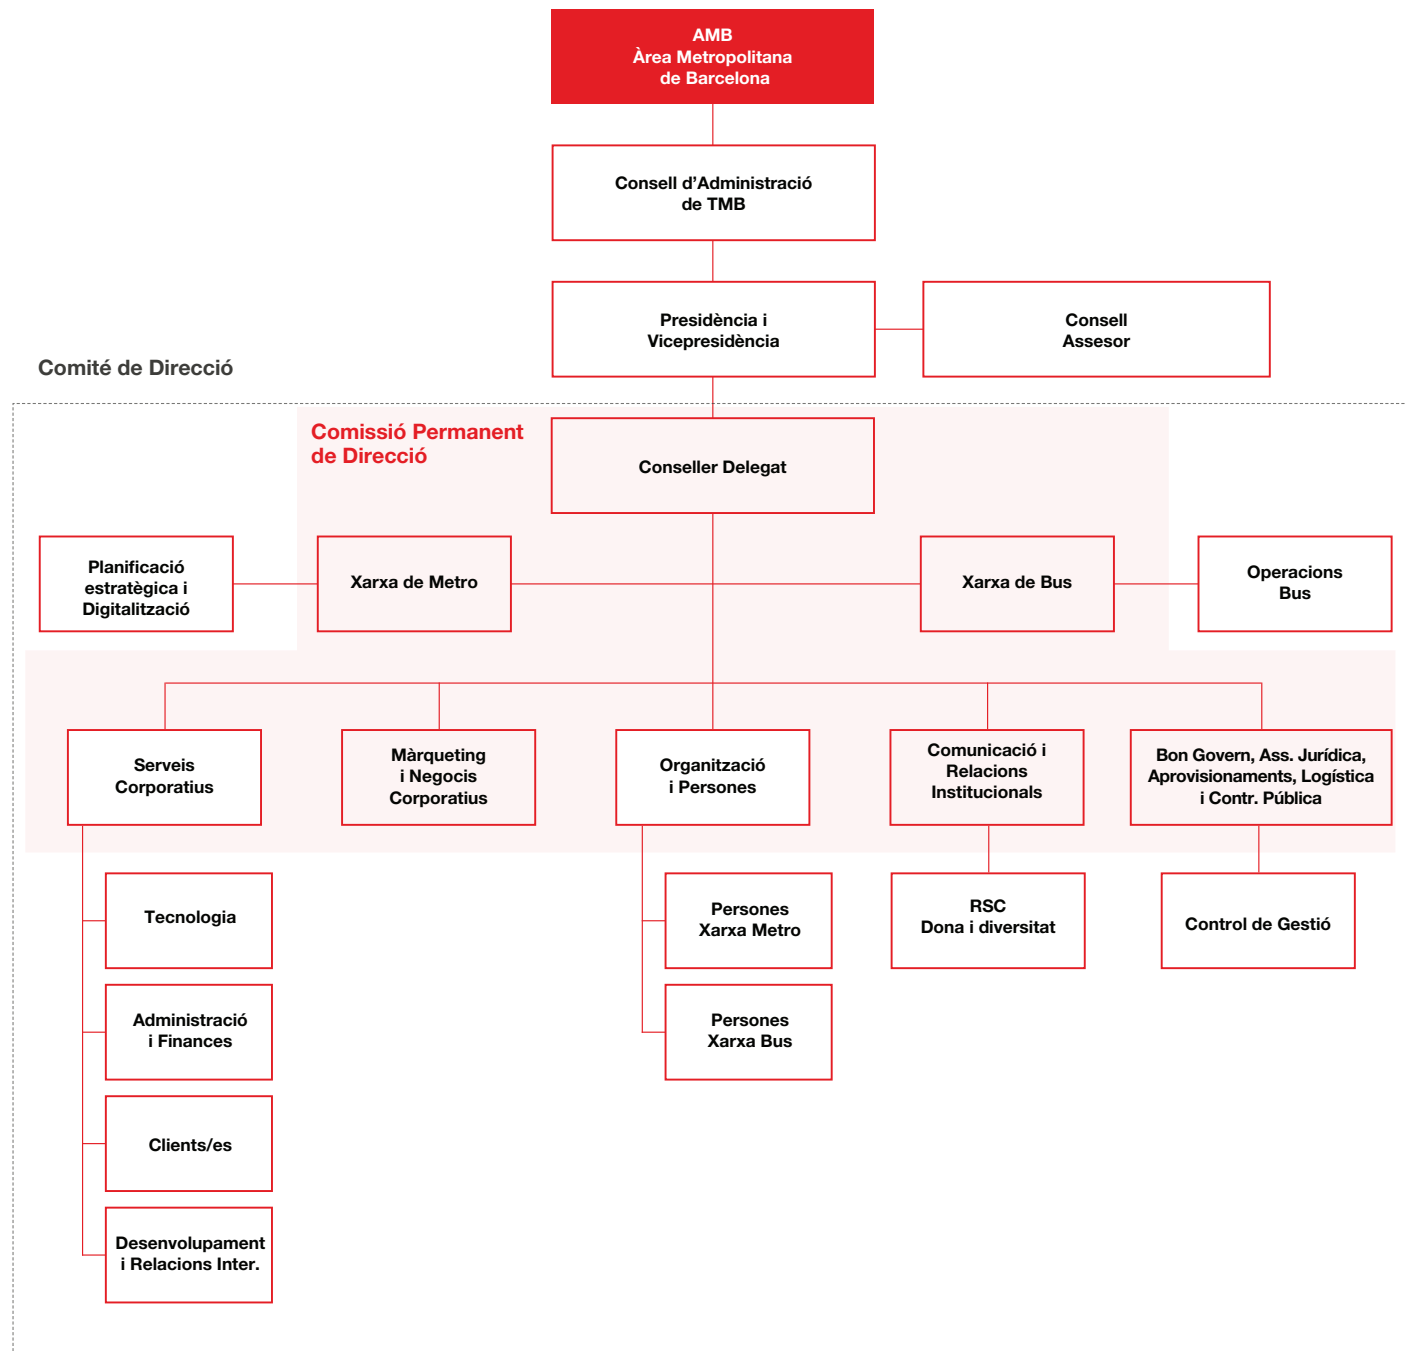 AMB
Àrea Metropolitana
de Barcelona
Consell d’Administració
de TMB
Presidència i
Vicepresidència
Consell
Assesor
Comité de Direcció
Comissió Permanent
de Direcció
Conseller Delegat
Planificació
estratègica i
Digitalització
Xarxa de Metro
Xarxa de Bus
Operacions
Bus
Serveis
Corporatius
Màrqueting
i Negocis
Corporatius
Organització
i Persones
Comunicació i
Relacions
Institucionals
Bon Govern, Ass. Jurídica,
Aprovisionaments, Logística
i Contr. Pública
Tecnologia
Persones
Xarxa Metro
RSC
Dona i diversitat
Control de Gestió
Administració
i Finances
Persones
Xarxa Bus
Clients/es
Desenvolupament
i Relacions Inter.